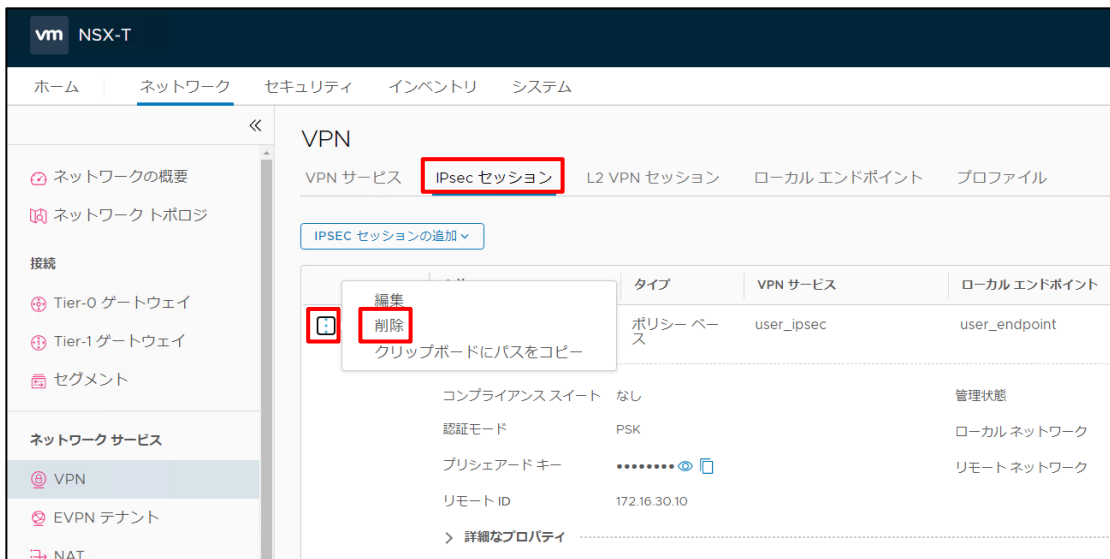 vm NSX-T
ホーム ネットワーク セキュリティ インベントリ システム
ネットワークの概要
ネットワーク トポロジ
接続
Tier-0 ゲートウェイ
Tier-1 ゲートウェイ
セグメント
ネットワーク サービス
VPN
EVPN テナント
NAT
VPN
VPN サービス IPsec セッション L2 VPN セッション ローカル エンドポイント プロファイル
IPSEC セッションの追加
タイプ VPN サービス ローカル エンドポイント
編集
削除
クリップボードにパスをコピー
ポリシー ベー
ス
user_ipsec user_endpoint
コンプライアンス スイート なし 管理状態
認証モード PSK ローカル ネットワーク
プリシェアード キー •••••••• リモート ネットワーク
リモート ID 172.16.30.10
詳細なプロパティ